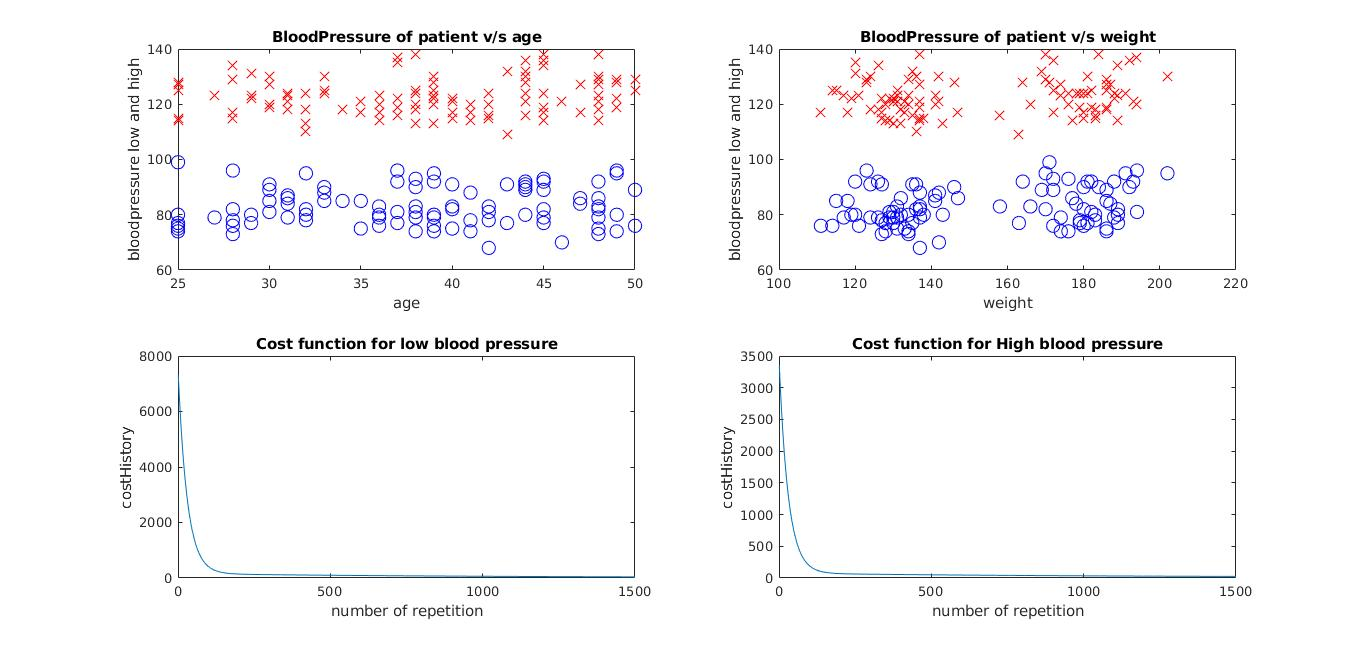 BloodPressure of patient v/s age
bloodpressure low and high
140
120
100
80
60
25 30 35 40 45 50
age
BloodPressure of patient v/s weight
bloodpressure low and high
140
120
100
80
60
100 120 140 160 180 200 220
weight
Cost function for low blood pressure
costHistory
8000
6000
4000
2000
0
0 500 1000 1500
number of repetition
Cost function for High blood pressure
costHistory
3500
3000
2500
2000
1500
1000
500
0
0 500 1000 1500
number of repetition